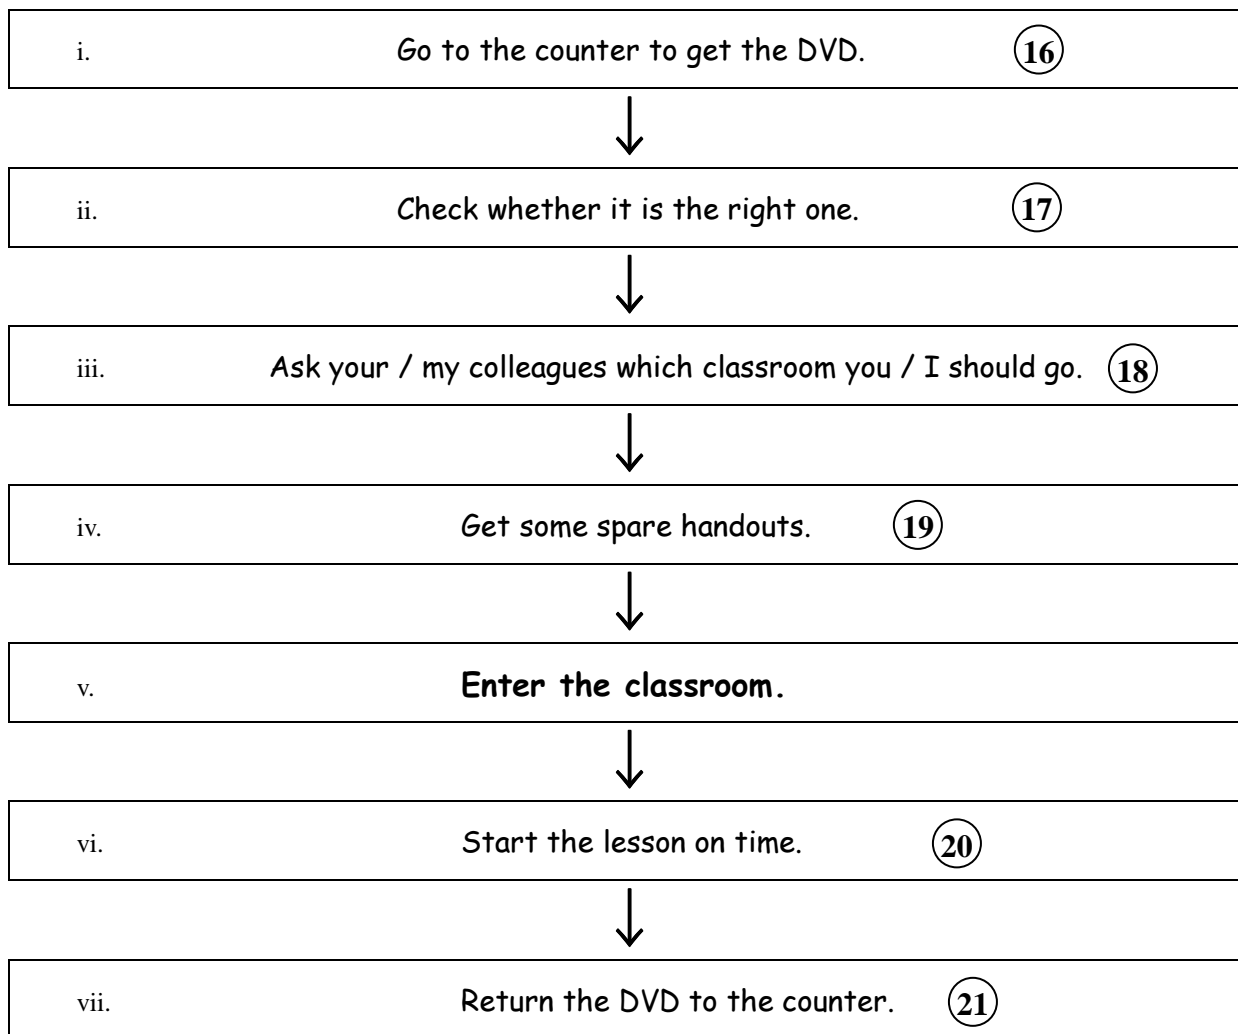 i. Go to the counter to get the DVD. 16
ii. Check whether it is the right one. 17
iii. Ask your / my colleagues which classroom you / I should go. 18
iv. Get some spare handouts. 19
v. Enter the classroom.
vi. Start the lesson on time. 20
vii. Return the DVD to the counter. 21